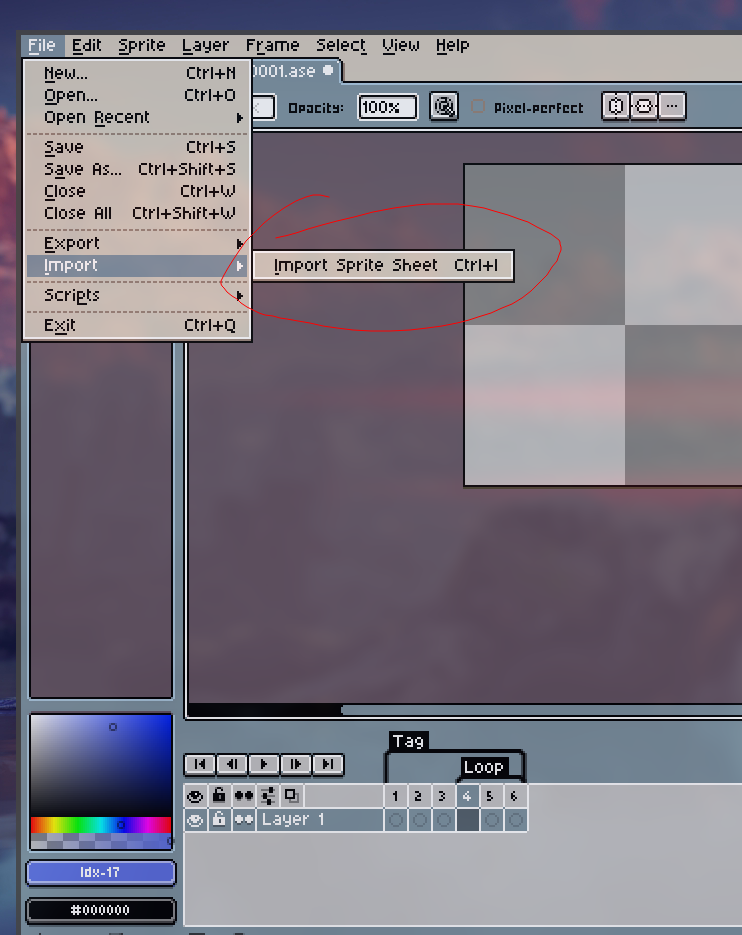 File Edit Sprite Layer Frame Select View Help
New... Ctrl+N
0001.ase
Open... Ctrl+O
Opacity: 100% Pixel-perfect
Open Recent
Save Ctrl+S
Save As... Ctrl+Shift+S
Close Ctrl+W
Close All Ctrl+Shift+W
Export
Import
Import Sprite Sheet Ctrl+I
Scripts
Exit Ctrl+Q
Tag
Loop
1 2 3 4 5 6
Layer 1
Idx-17
#000000